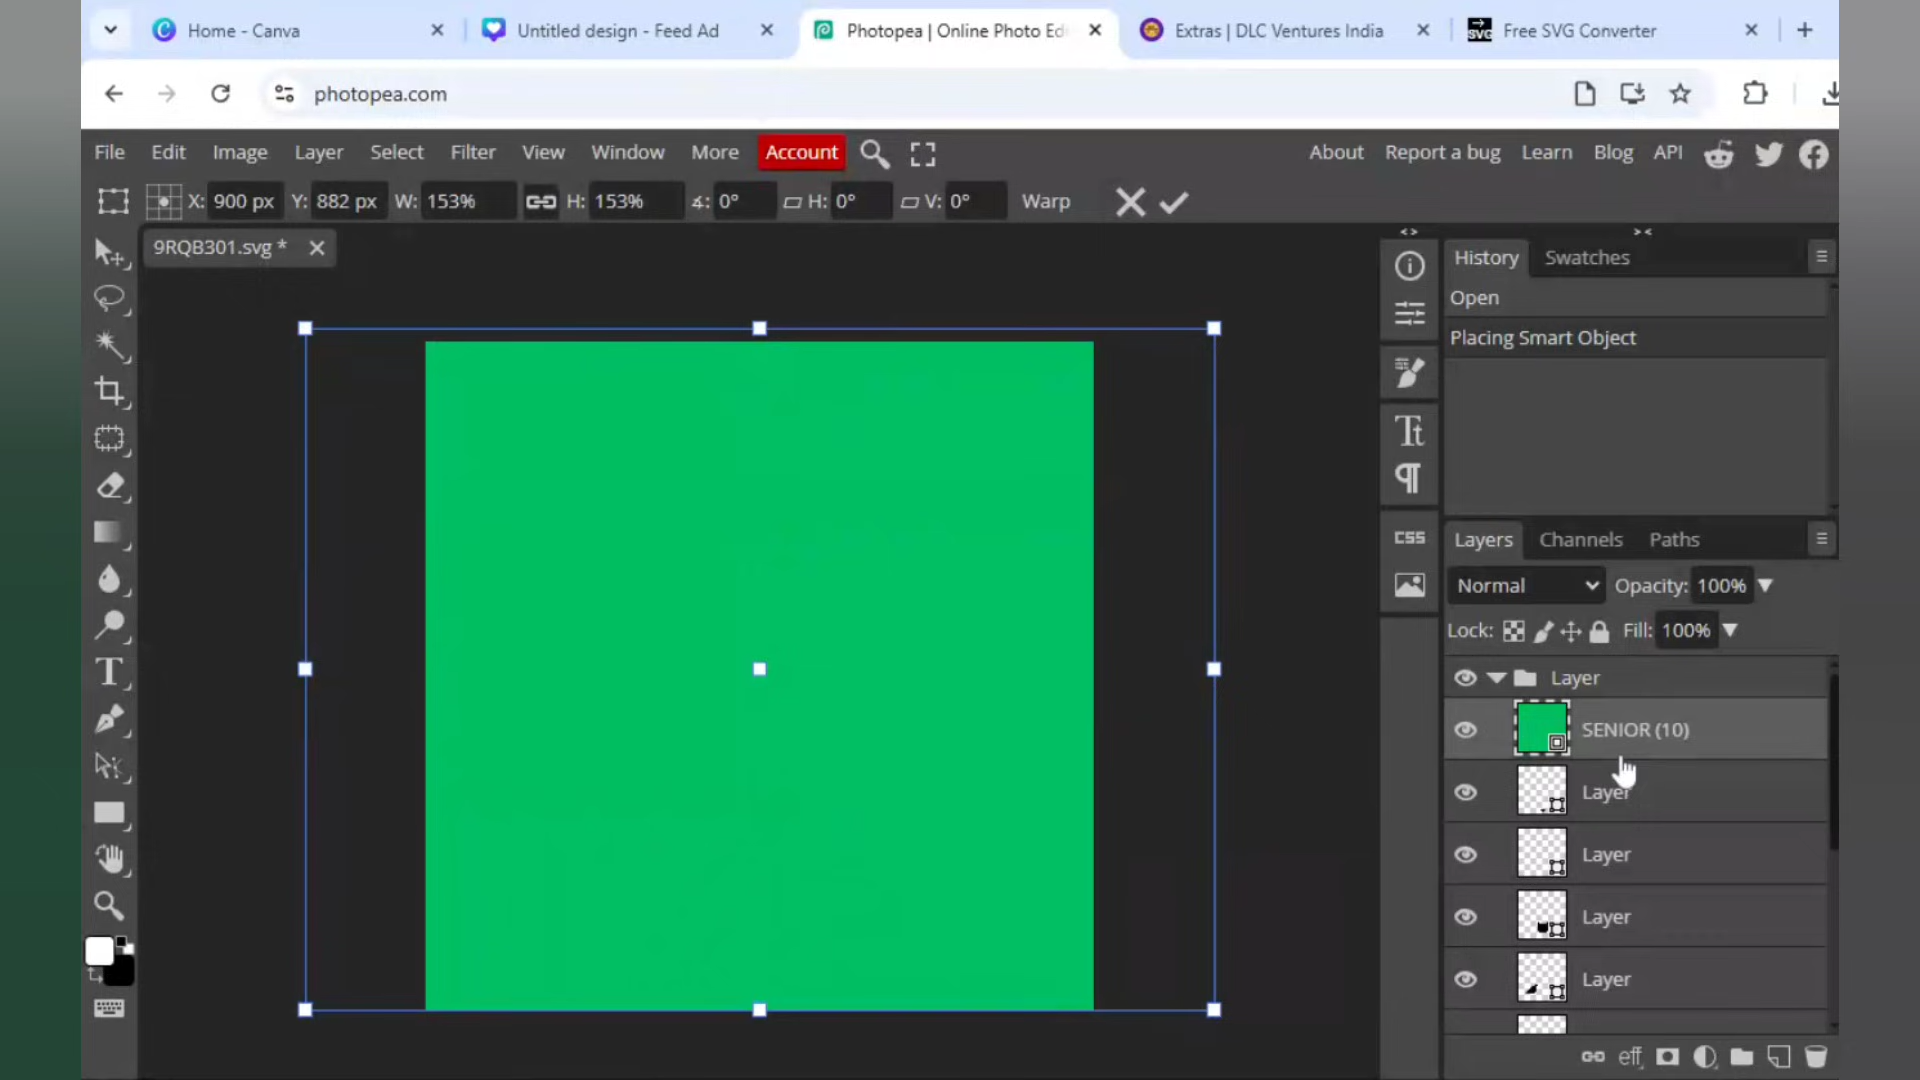 Home - Canva
Untitled design - Feed Ad
Photopea | Online Photo Edi
Extras | DLC Ventures India
SVG
Free SVG Converter
photopea.com
File Edit Image Layer Select Filter View Window More Account
About Report a bug Learn Blog API
X: 900 px Y: 882 px W: 153% H: 153% ∡: 0° H: 0° V: 0° Warp
9RQB301.svg *
< >
> <
History Swatches
Open
Placing Smart Object
CSS
Layers Channels Paths
Normal Opacity: 100%
Lock: Fill: 100%
Layer
SENIOR (10)
Layer
Layer
Layer
Layer
eff